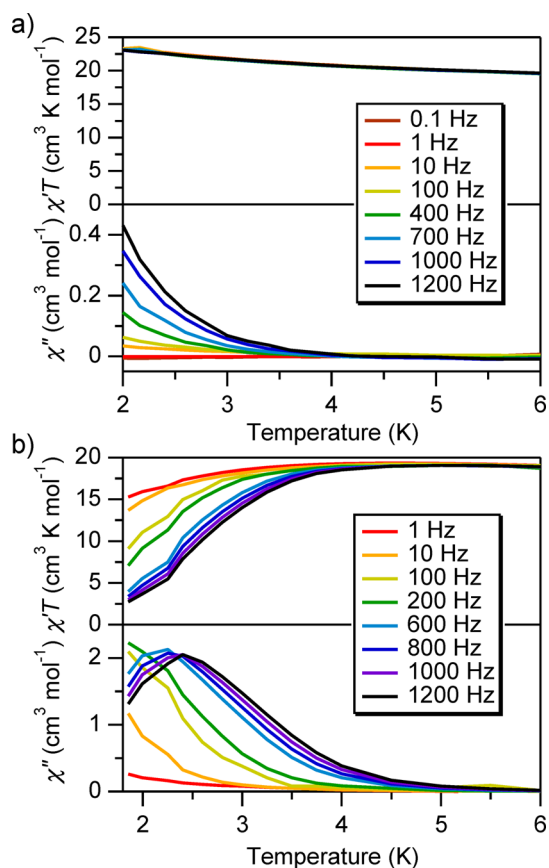 a)
χ'T (cm³ K mol⁻¹)
25
20
15
10
5
0
0.1 Hz
1 Hz
10 Hz
100 Hz
400 Hz
700 Hz
1000 Hz
1200 Hz
χ" (cm³ mol⁻¹)
0.4
0.2
0
2 3 4 5 6
Temperature (K)
b)
χ'T (cm³ K mol⁻¹)
20
15
10
5
0
1 Hz
10 Hz
100 Hz
200 Hz
600 Hz
800 Hz
1000 Hz
1200 Hz
χ" (cm³ mol⁻¹)
2
1
0
2 3 4 5 6
Temperature (K)